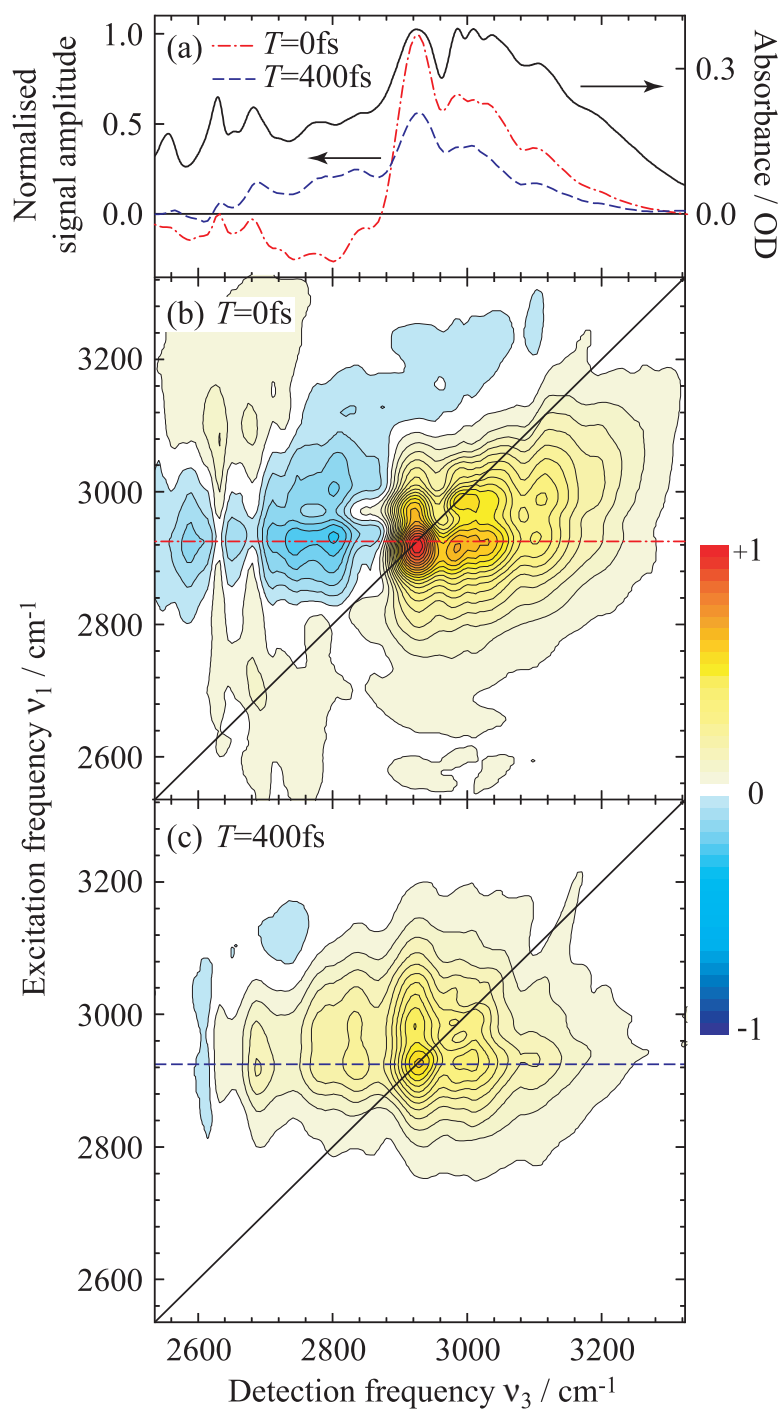 (a)
T=0fs
T=400fs
1.0
0.5
0.0
Normalised
signal amplitude
0.3
0.0
Absorbance / OD
(b) T=0fs
3200
3000
2800
2600
Excitation frequency ν1 / cm-1
+1
0
-1
(c) T=400fs
3200
3000
2800
2600
2600 2800 3000 3200
Detection frequency ν3 / cm-1